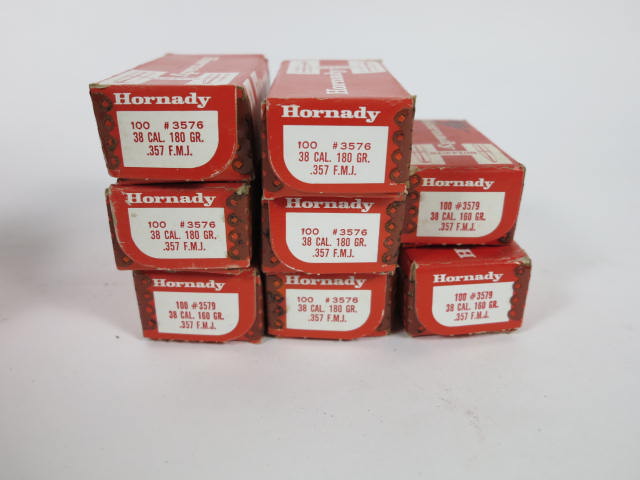 Hornady
100 #3576
38 CAL. 180 GR.
.357 F.M.J.
Hornady
100 #3576
38 CAL. 180 GR.
.357 F.M.J.
Hornady
100 #3579
38 CAL. 160 GR.
.357 F.M.J.
Hornady
100 #3576
38 CAL. 180 GR.
.357 F.M.J.
Hornady
100 #3576
38 CAL. 180 GR.
.357 F.M.J.
Hornady
100 #3576
38 CAL. 180 GR.
.357 F.M.J.
Hornady
100 #3579
38 CAL. 160 GR.
.357 F.M.J.
Hornady
100 #3579
38 CAL. 160 GR.
.357 F.M.J.